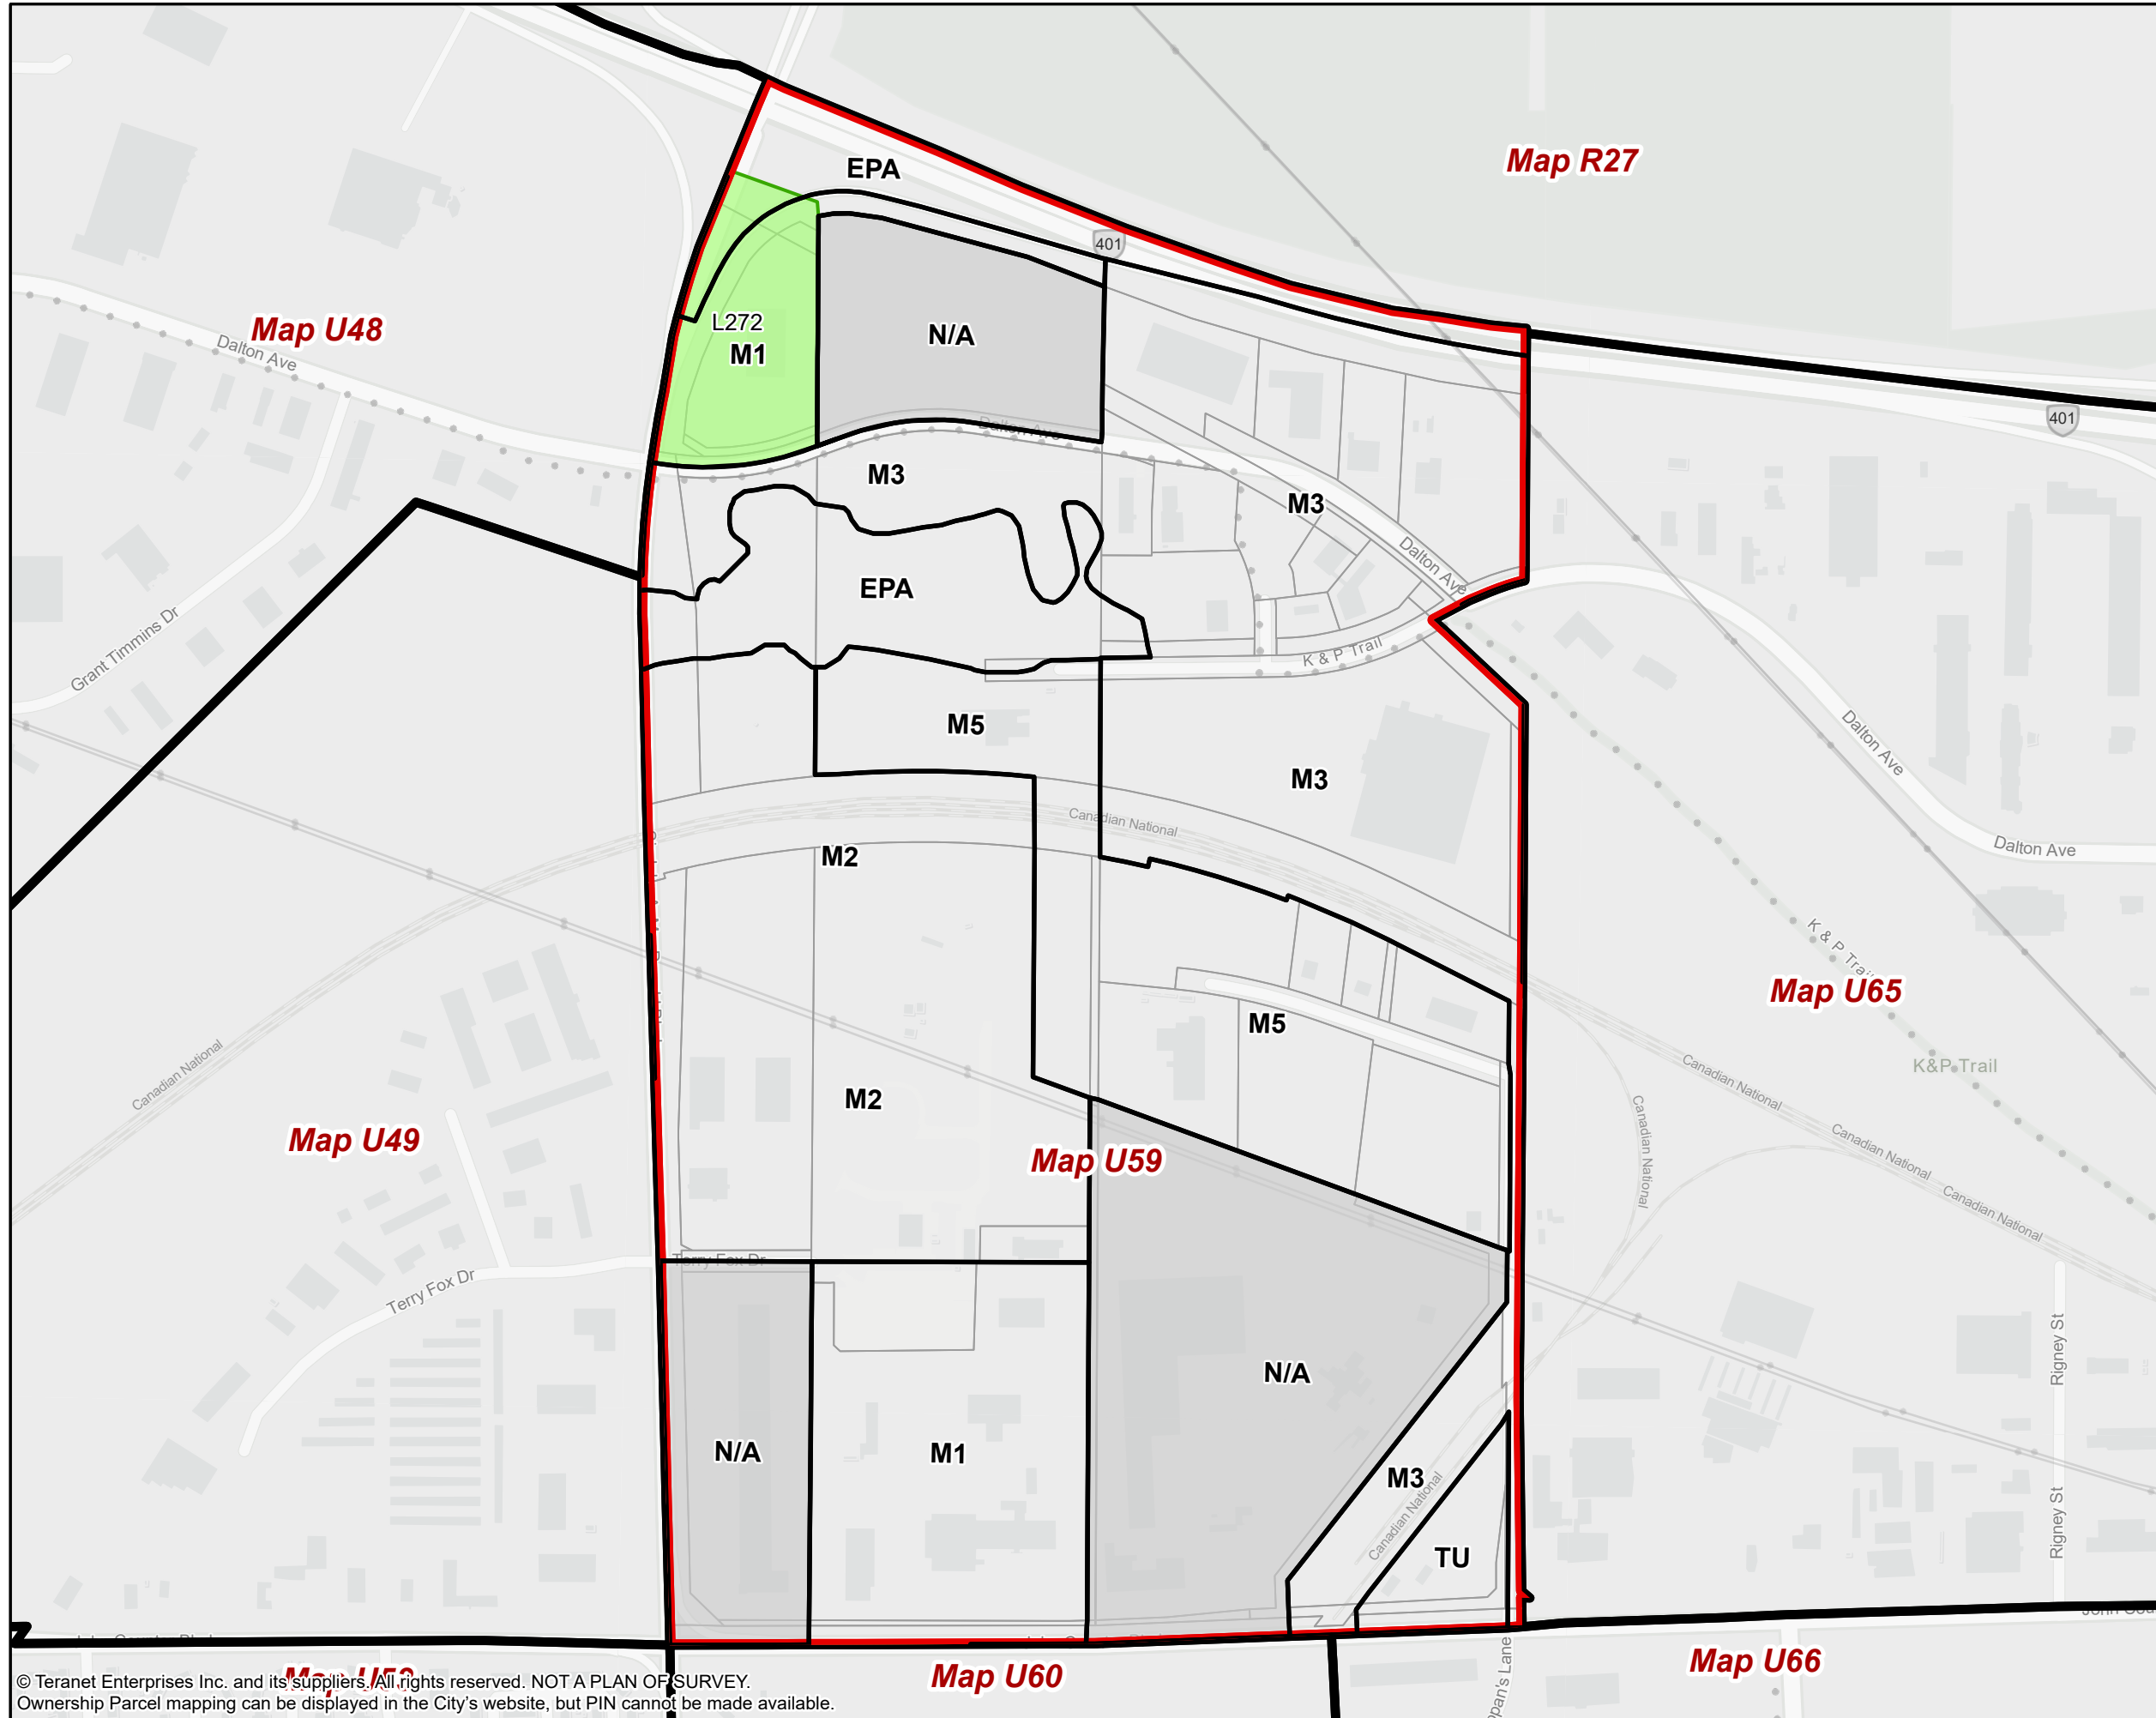 Map R27
EPA
401
Map U48
L272
M1
N/A
Dalton Ave
401
Dalton Ave
M3
M3
Dalton Ave
EPA
Grant Timmins Dr
K & P Trail
M5
Dalton Ave
M3
Canadian National
M2
Dalton Ave
K & P Trail
Map U65
M5
Canadian National
K&P Trail
Canadian National
M2
Canadian National
Map U49
Map U59
Canadian National
Canadian National
Terry Fox Dr
Terry Fox Dr
Rigney St
N/A
N/A
M1
M3
Canadian National
Rigney St
TU
Map U60
Map U66
© Teranet Enterprises Inc. and its suppliers. All rights reserved. NOT A PLAN OF SURVEY.
Ownership Parcel mapping can be displayed in the City's website, but PIN cannot be made available.